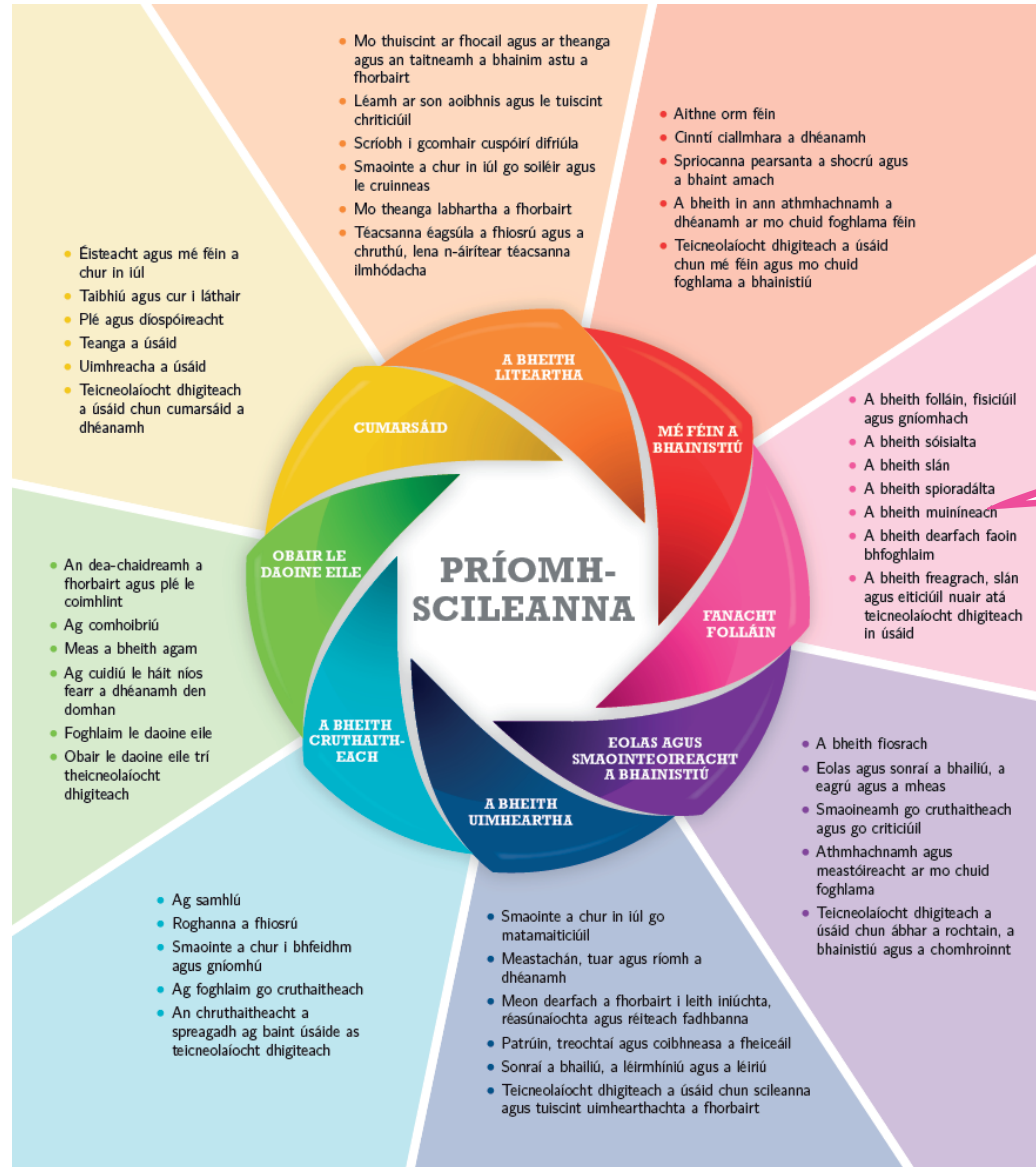 • Mo thuiscint ar fhocail agus ar theanga
agus an taitneamh a bhainim astu a
fhorbairt
• Léamh ar son aoibhnis agus le tuiscint
chriticiúil
• Scríobh i gcomhair cuspóirí difriúla
• Smaointe a chur in iúl go soiléir agus
le cruinneas
• Mo theanga labhartha a fhorbairt
• Téacsanna éagsúla a fhiosrú agus a
chruthú, lena n-áirítear téacsanna
ilmhódacha
• Aithne orm féin
• Cinntí ciallmhara a dhéanamh
• Spriocanna pearsanta a shocrú agus
a bhaint amach
• A bheith in ann athmhachnamh a
dhéanamh ar mo chuid foghlama féin
• Teicneolaíocht dhigiteach a úsáid
chun mé féin agus mo chuid
foghlama a bhainistiú
• Éisteacht agus mé féin a
chur in iúl
• Taibhiú agus cur i láthair
• Plé agus díospóireacht
• Teanga a úsáid
• Uimhreacha a úsáid
• Teicneolaíocht dhigiteach
a úsáid chun cumarsáid a
dhéanamh
• A bheith folláin, fisiciúil
agus gníomhach
• A bheith sóisialta
• A bheith slán
• A bheith spioradálta
• A bheith muiníneach
• A bheith dearfach faoin
bhfoghlaim
• A bheith freagrach, slán
agus eiticiúil nuair atá
teicneolaíocht dhigiteach
in úsáid
A BHEITH
LITEARTHA
MÉ FÉIN A
BHAINISTIÚ
CUMARSÁID
OBAIR LE
DAOINE EILE
PRÍOMH-
SCILEANNA
FANACHT
FOLLÁIN
A BHEITH
CRUTHAITH-
EACH
EOLAS AGUS
SMAOINTEOIREACHT
A BHAINISTIÚ
A BHEITH
UIMHEARTHA
• An dea-chaidreamh a
fhorbairt agus plé le
coimhlint
• Ag comhoibriú
• Meas a bheith agam
• Ag cuidiú le háit níos
fearr a dhéanamh den
domhan
• Foghlaim le daoine eile
• Obair le daoine eile trí
theicneolaíocht
dhigiteach
• A bheith fiosrach
• Eolas agus sonraí a bhailiú, a
eagrú agus a mheas
• Smaoineamh go cruthaitheach
agus go criticiúil
• Athmhachnamh agus
meastóireacht ar mo chuid
foghlama
• Teicneolaíocht dhigiteach a
úsáid chun ábhar a rochtain, a
bhainistiú agus a chomhroinnt
• Ag samhlú
• Roghanna a fhiosrú
• Smaointe a chur i bhfeidhm
agus gníomhú
• Ag foghlaim go cruthaitheach
• An chruthaitheacht a
spreagadh ag baint úsáide as
teicneolaíocht dhigiteach
• Smaointe a chur in iúl go
matamaiticiúil
• Meastachán, tuar agus ríomh a
dhéanamh
• Meon dearfach a fhorbairt i leith iniúchta,
réasúnaíochta agus réiteach fadhbanna
• Patrúin, treochtaí agus coibhneasa a fheiceáil
• Sonraí a bhailiú, a léirmhíniú agus a léiriú
• Teicneolaíocht dhigiteach a úsáid chun scileanna
agus tuiscint uimhearthachta a fhorbairt